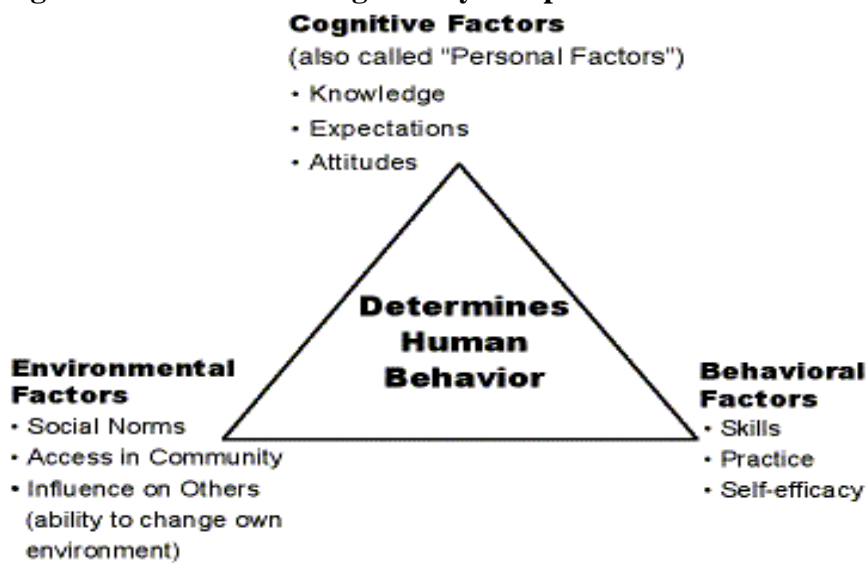 Cognitive Factors
(also called "Personal Factors")
• Knowledge
• Expectations
• Attitudes
Determines
Human
Behavior
Environmental
Factors
• Social Norms
• Access in Community
• Influence on Others
(ability to change own
environment)
Behavioral
Factors
• Skills
• Practice
• Self-efficacy